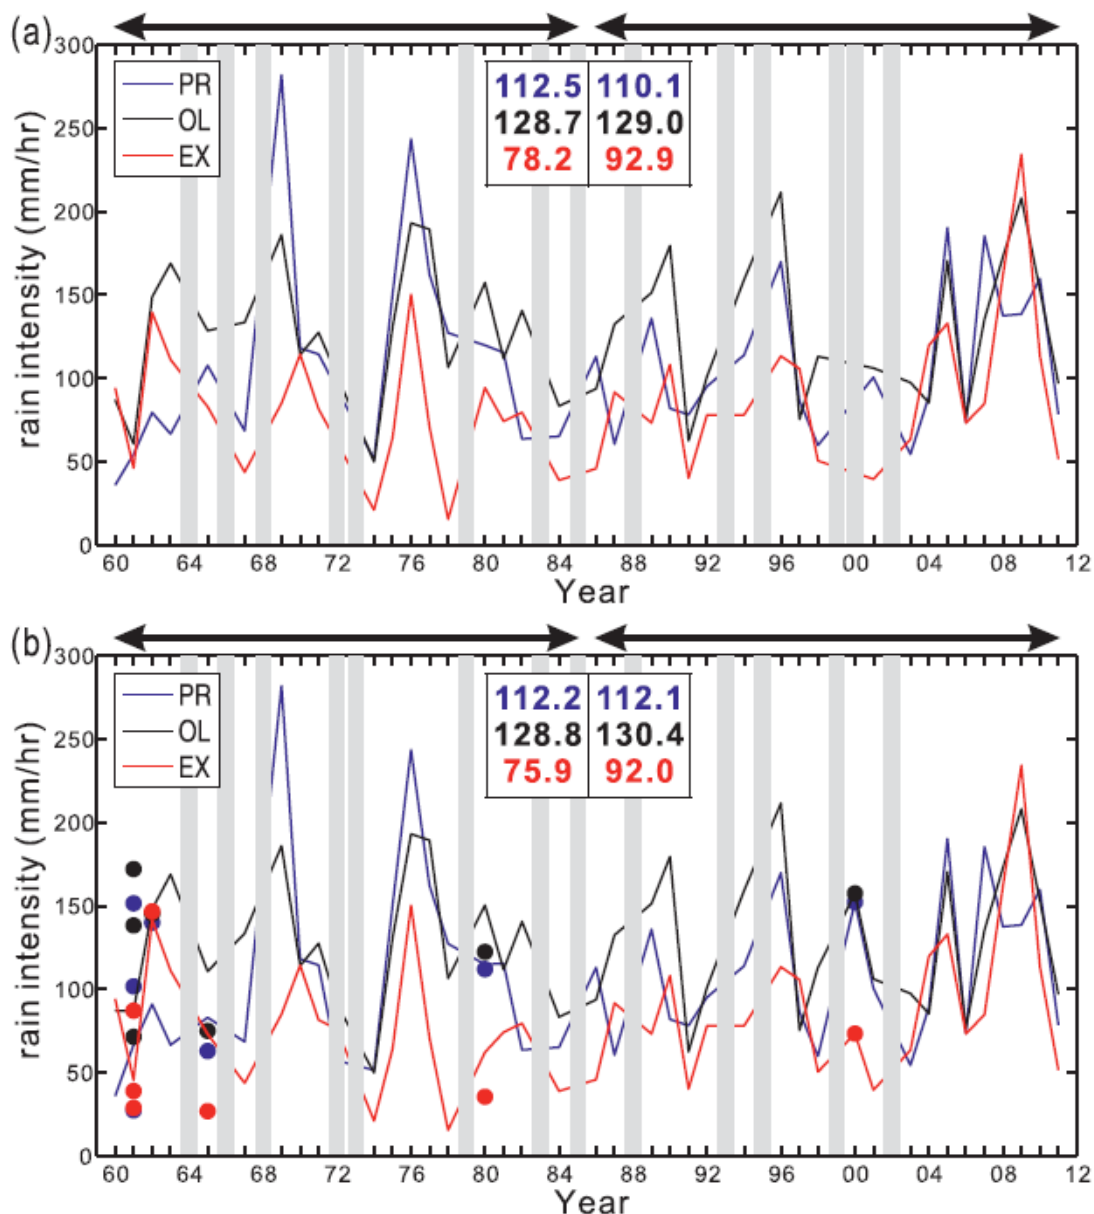 (a)
300
250
200
150
100
50
0
rain intensity (mm/hr)
PR
OL
EX
112.5 110.1
128.7 129.0
78.2 92.9
60 64 68 72 76 80 84 88 92 96 00 04 08 12
Year
(b)
300
250
200
150
100
50
0
rain intensity (mm/hr)
PR
OL
EX
112.2 112.1
128.8 130.4
75.9 92.0
60 64 68 72 76 80 84 88 92 96 00 04 08 12
Year